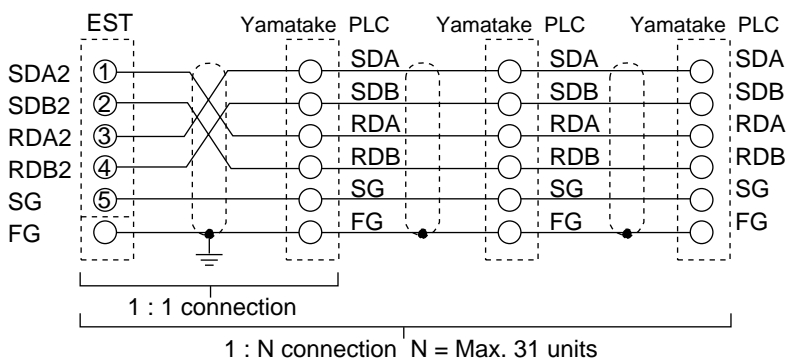 EST Yamatake PLC Yamatake PLC Yamatake PLC
SDA2 ① SDA SDA SDA
SDB2 ② SDB SDB SDB
RDA2 ③ RDA RDA RDA
RDB2 ④ RDB RDB RDB
SG ⑤ SG SG SG
FG FG FG FG
1 : 1 connection
1 : N connection N = Max. 31 units